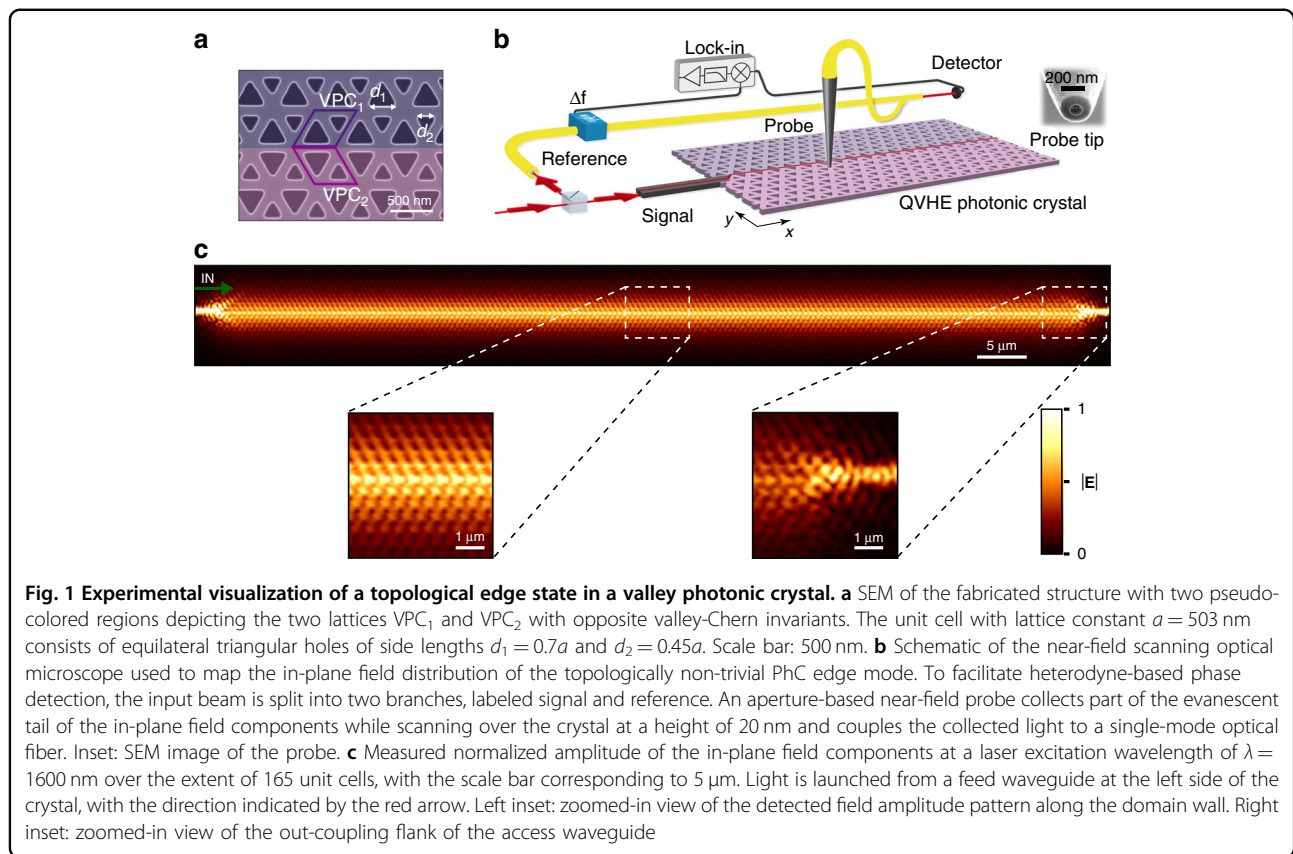 a
VPC₁
d₁
d₂
VPC₂
500 nm
b
Lock-in
Detector
Δf
200 nm
Probe
Probe tip
Reference
Signal
QVHE photonic crystal
y
x
c
IN
5 μm
1 μm
1 μm
1
|E|
0
Fig. 1 Experimental visualization of a topological edge state in a valley photonic crystal. a SEM of the fabricated structure with two pseudo-
colored regions depicting the two lattices VPC₁ and VPC₂ with opposite valley-Chern invariants. The unit cell with lattice constant a = 503 nm
consists of equilateral triangular holes of side lengths d₁ = 0.7a and d₂ = 0.45a. Scale bar: 500 nm. b Schematic of the near-field scanning optical
microscope used to map the in-plane field distribution of the topologically non-trivial PhC edge mode. To facilitate heterodyne-based phase
detection, the input beam is split into two branches, labeled signal and reference. An aperture-based near-field probe collects part of the evanescent
tail of the in-plane field components while scanning over the crystal at a height of 20 nm and couples the collected light to a single-mode optical
fiber. Inset: SEM image of the probe. c Measured normalized amplitude of the in-plane field components at a laser excitation wavelength of λ =
1600 nm over the extent of 165 unit cells, with the scale bar corresponding to 5 μm. Light is launched from a feed waveguide at the left side of the
crystal, with the direction indicated by the red arrow. Left inset: zoomed-in view of the detected field amplitude pattern along the domain wall. Right
inset: zoomed-in view of the out-coupling flank of the access waveguide